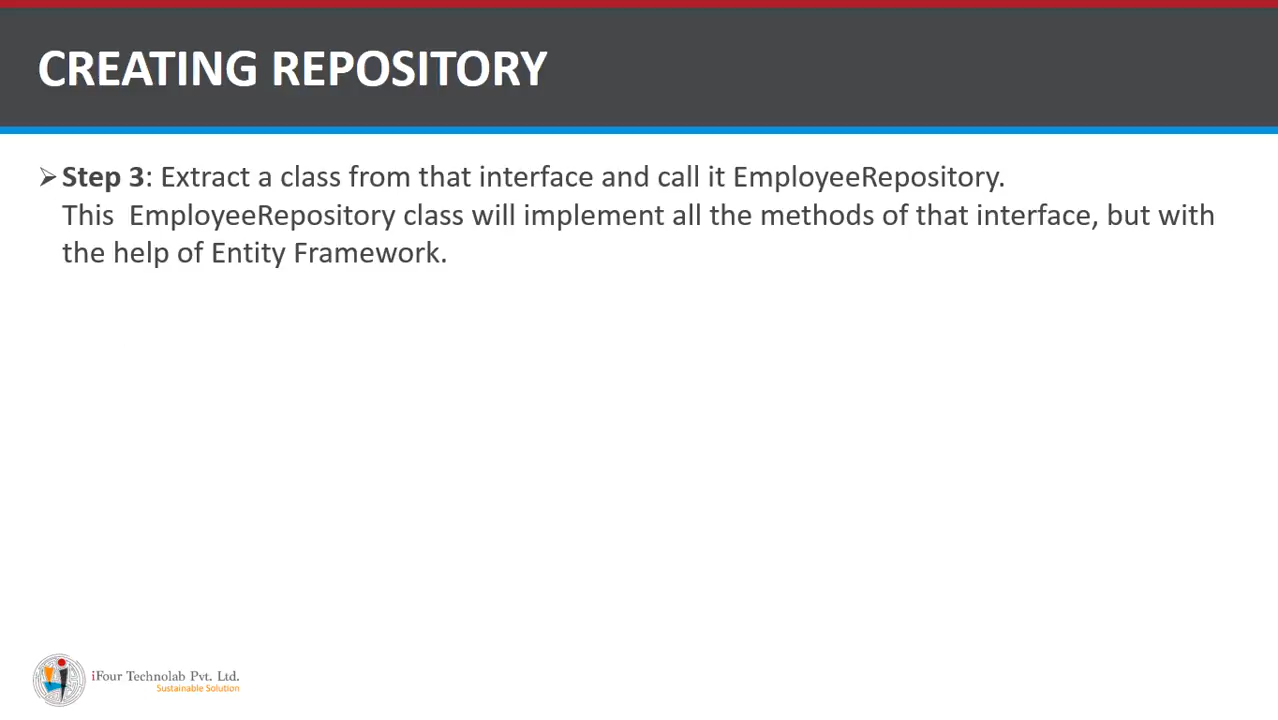 CREATING REPOSITORY
➢Step 3: Extract a class from that interface and call it EmployeeRepository.
This  EmployeeRepository class will implement all the methods of that interface, but with
the help of Entity Framework.
iFour Technolab Pvt. Ltd.
Sustainable Solution